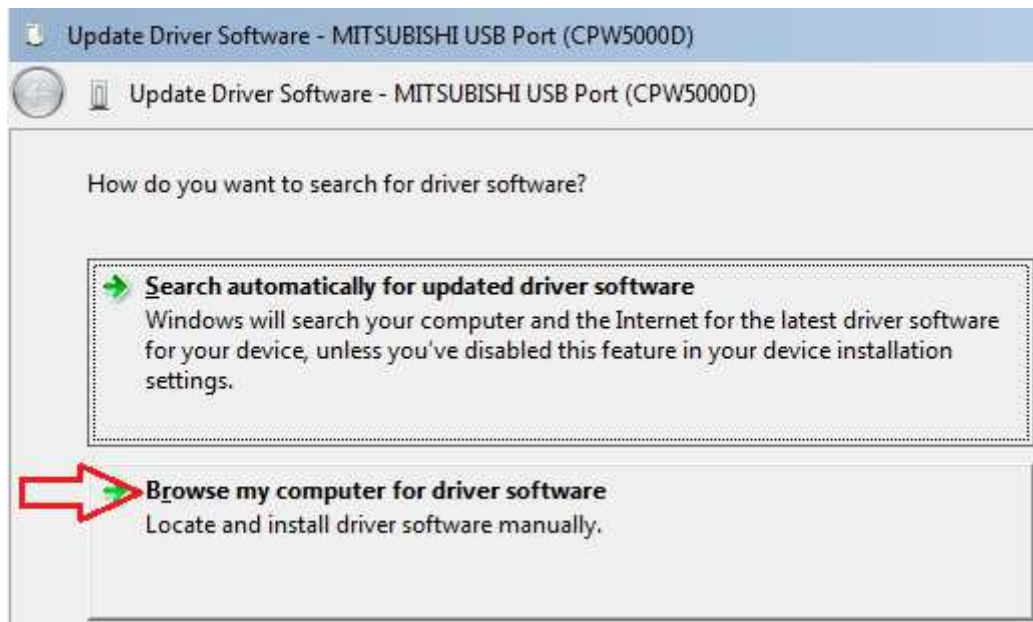 Update Driver Software - MITSUBISHI USB Port (CPW5000D)
Update Driver Software - MITSUBISHI USB Port (CPW5000D)
How do you want to search for driver software?
Search automatically for updated driver software
Windows will search your computer and the Internet for the latest driver software
for your device, unless you've disabled this feature in your device installation
settings.
Browse my computer for driver software
Locate and install driver software manually.